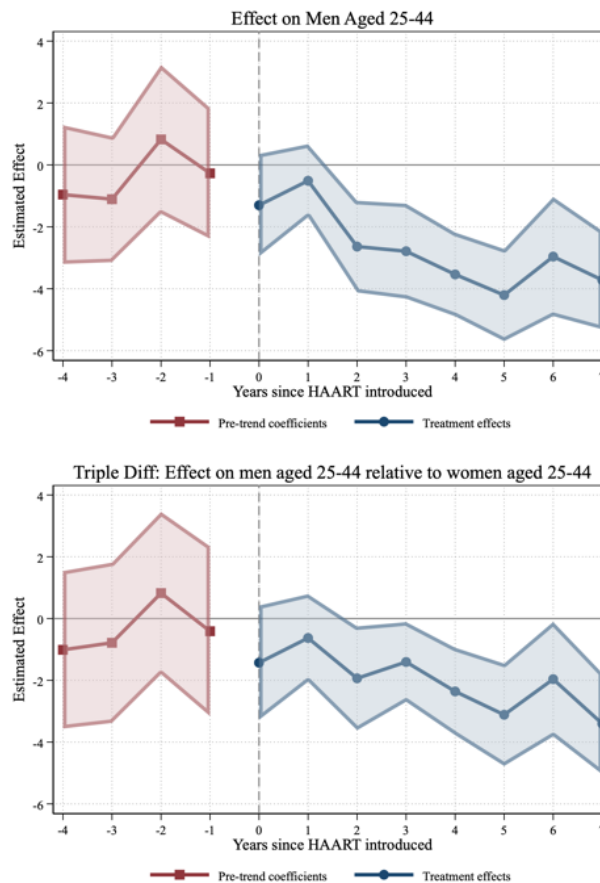 Effect on Men Aged 25-44
4
2
0
-2
-4
-6
Estimated Effect
-4 -3 -2 -1 0 1 2 3 4 5 6 7
Years since HAART introduced
Pre-trend coefficients Treatment effects
Triple Diff: Effect on men aged 25-44 relative to women aged 25-44
4
2
0
-2
-4
-6
Estimated Effect
-4 -3 -2 -1 0 1 2 3 4 5 6
Years since HAART introduced
Pre-trend coefficients Treatment effects